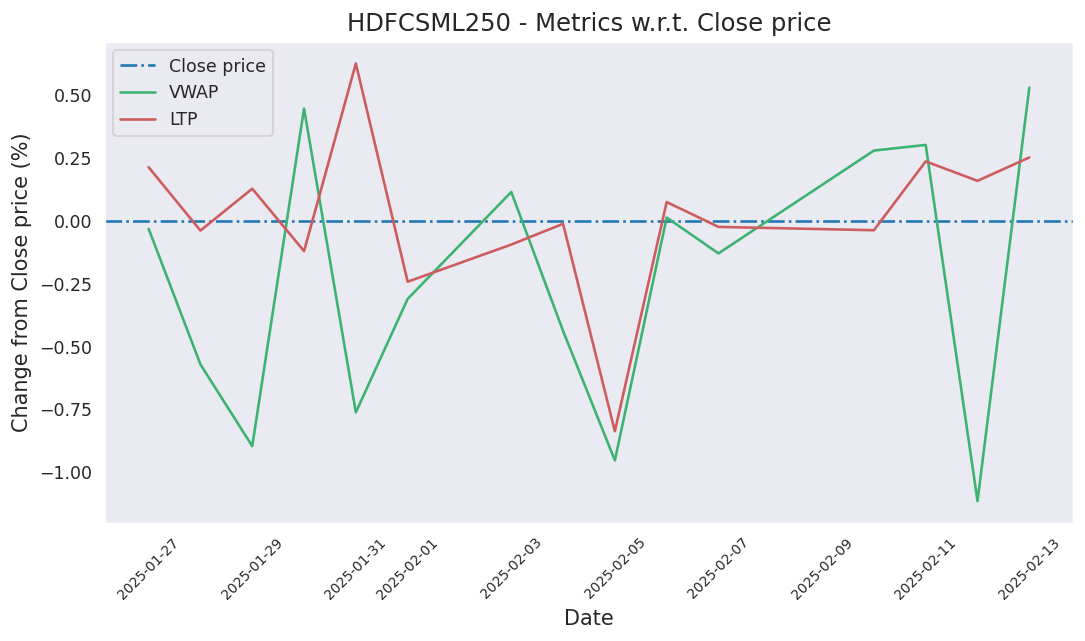 HDFCSML250 - Metrics w.r.t. Close price
Close price
VWAP
LTP
Change from Close price (%)
0.50
0.25
0.00
−0.25
−0.50
−0.75
−1.00
2025-01-27
2025-01-29
2025-01-31
2025-02-01
2025-02-03
2025-02-05
2025-02-07
2025-02-09
2025-02-11
2025-02-13
Date